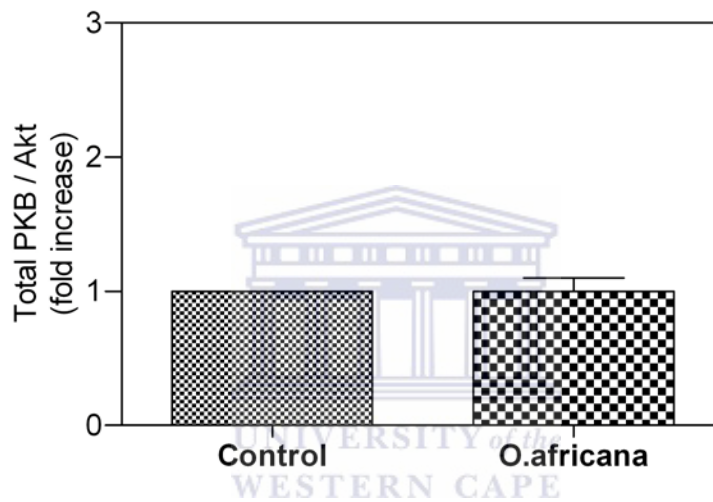 3
2
1
0
Total PKB / Akt
(fold increase)
Control
O.africana
UNIVERSITY of the
WESTERN CAPE